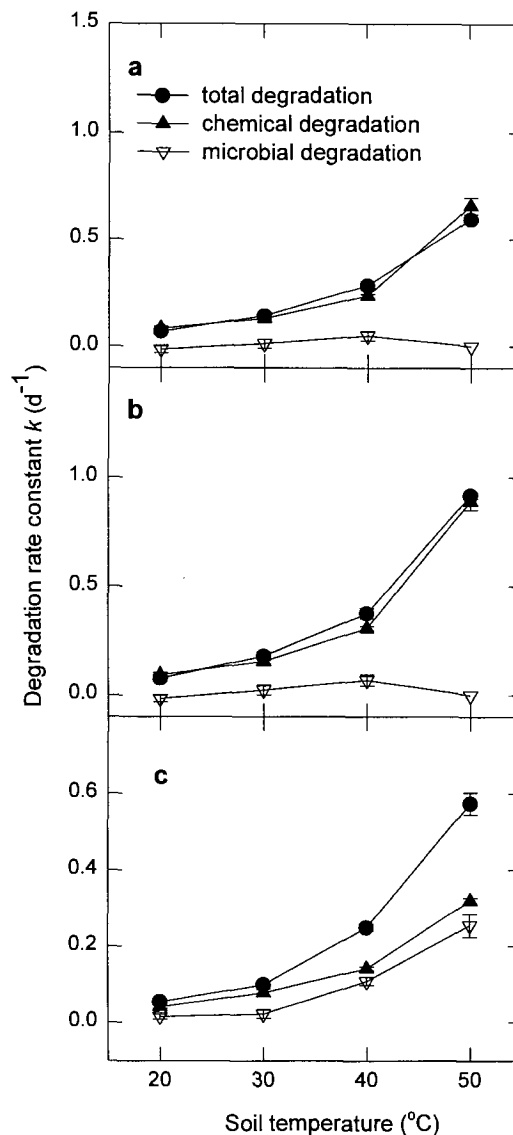 1.5
a
total degradation
1.0
chemical degradation
microbial degradation
0.5
0.0
b
1.0
0.5
0.0
c
0.6
0.4
0.2
0.0
20 30 40 50
Soil temperature (°C)
Degradation rate constant k (d⁻¹)